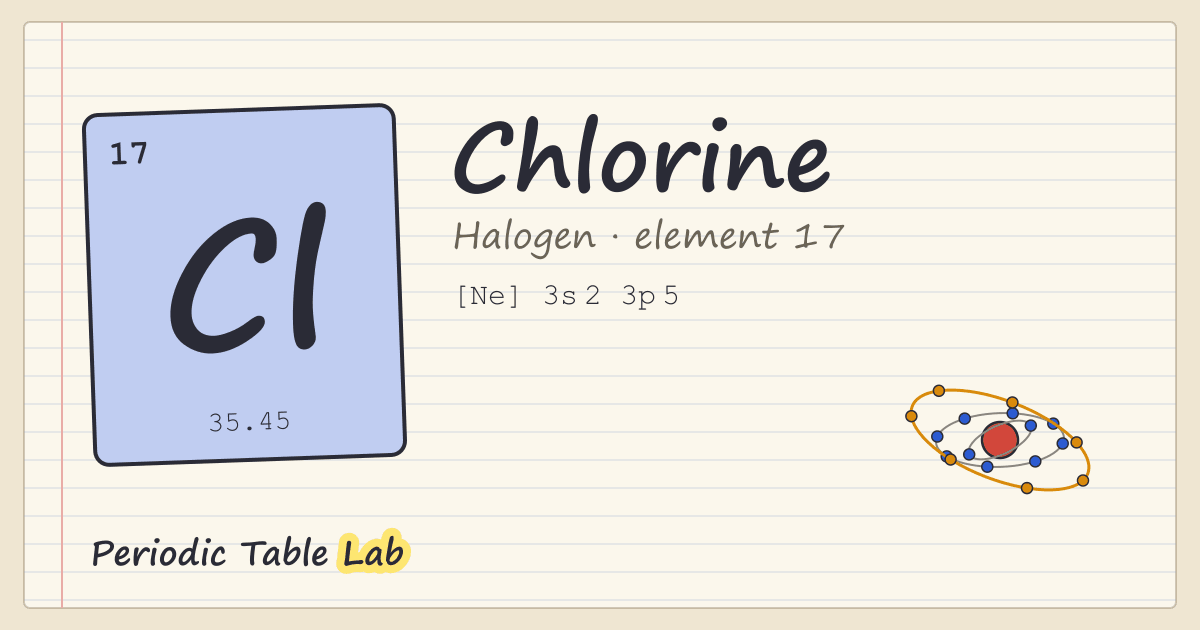 17
Cl
35.45
Chlorine
Halogen · element 17
[Ne] 3s2 3p5
Periodic Table Lab